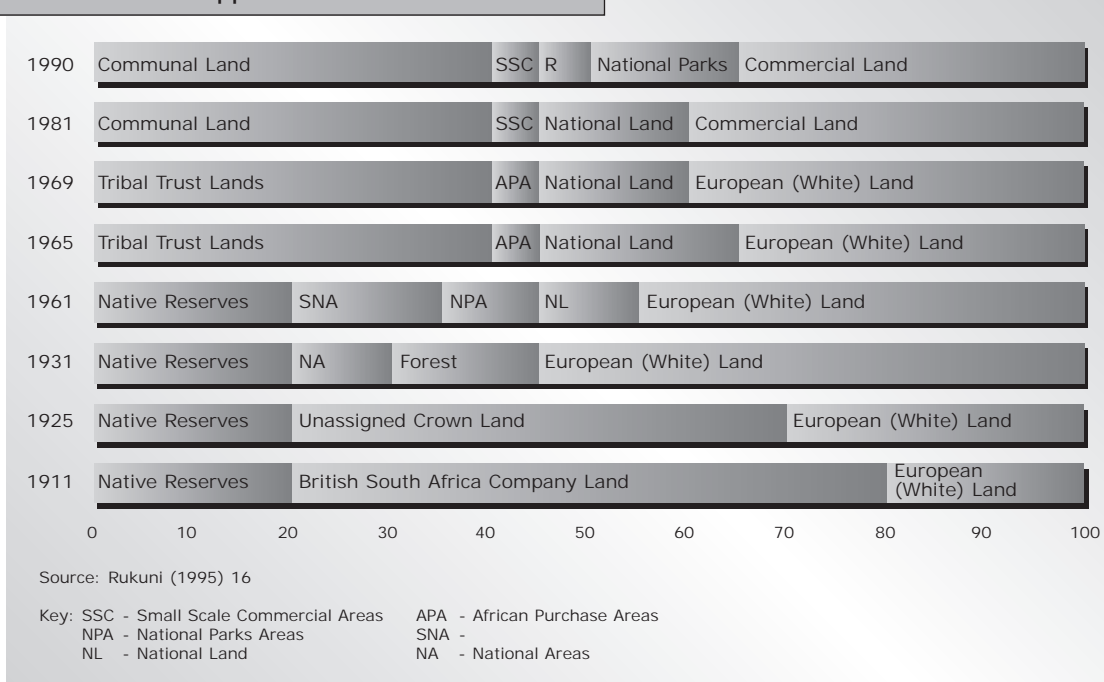 1990 Communal Land SSC R National Parks Commercial Land
1981 Communal Land SSC National Land Commercial Land
1969 Tribal Trust Lands APA National Land European (White) Land
1965 Tribal Trust Lands APA National Land European (White) Land
1961 Native Reserves SNA NPA NL European (White) Land
1931 Native Reserves NA Forest European (White) Land
1925 Native Reserves Unassigned Crown Land European (White) Land
1911 Native Reserves British South Africa Company Land European
(White) Land
0 10 20 30 40 50 60 70 80 90 100
Source: Rukuni (1995) 16
Key: SSC - Small Scale Commercial Areas APA - African Purchase Areas
NPA - National Parks Areas SNA -
NL - National Land NA - National Areas